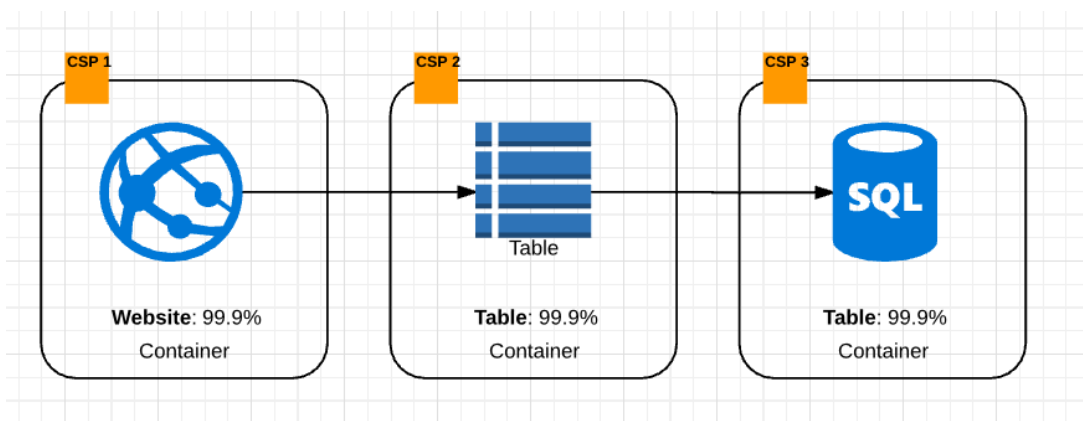 CSP 1
CSP 2
CSP 3
SQL
Table
Website: 99.9%
Container
Table: 99.9%
Container
Table: 99.9%
Container